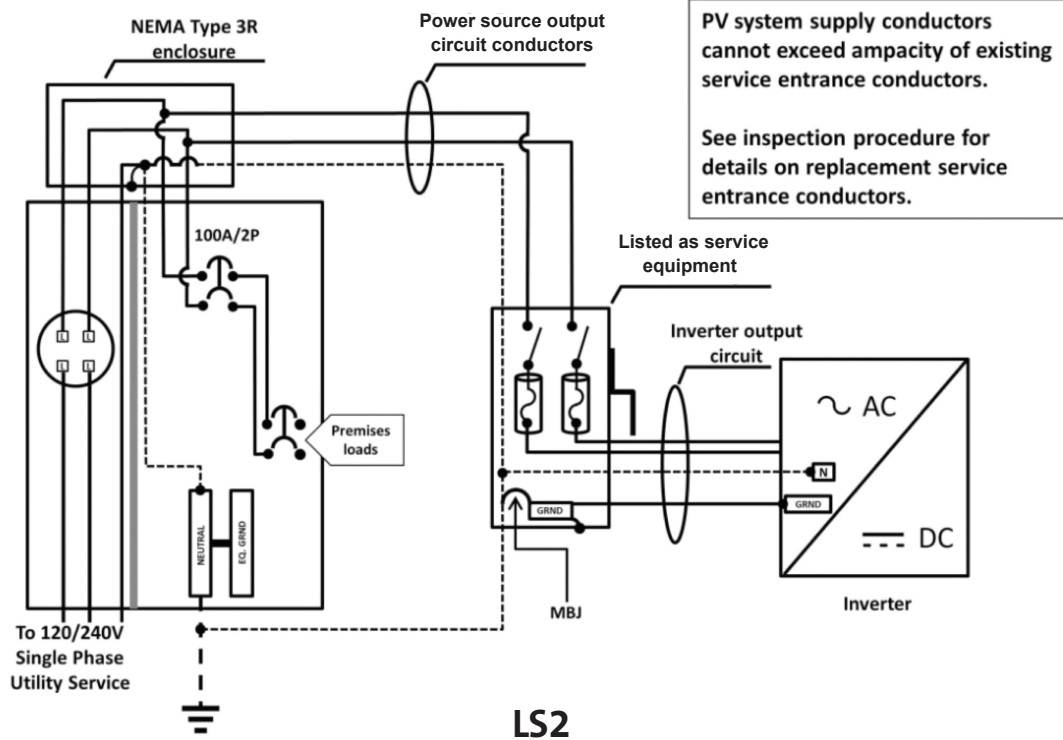 NEMA Type 3R
enclosure
Power source output
circuit conductors
PV system supply conductors
cannot exceed ampacity of existing
service entrance conductors.
See inspection procedure for
details on replacement service
entrance conductors.
100A/2P
Listed as service
equipment
L L
L L
Inverter output
circuit
AC
Premises
loads
N
GRND
GRND
NEUTRAL
EQ. GRND
DC
MBJ
Inverter
To 120/240V
Single Phase
Utility Service
LS2